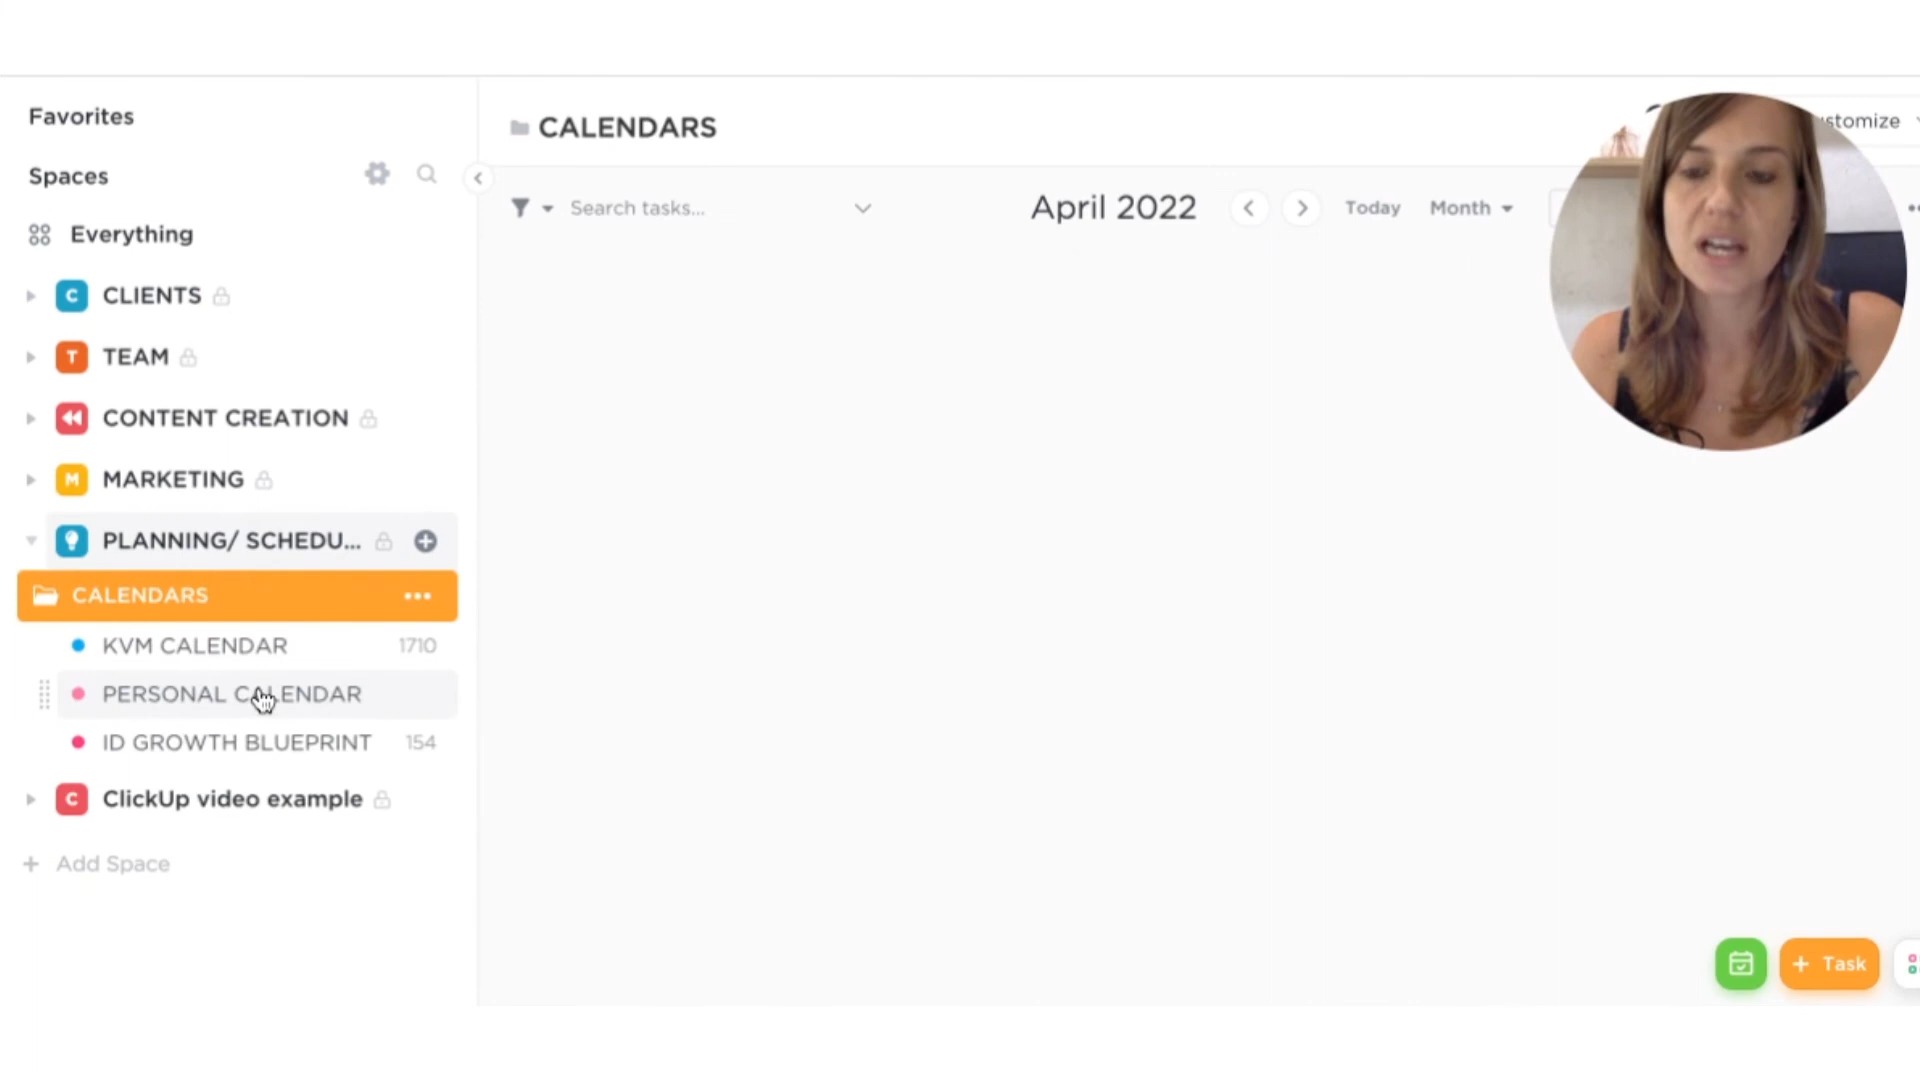 Favorites
Spaces
Everything
C CLIENTS
T TEAM
CONTENT CREATION
M MARKETING
PLANNING/ SCHEDU...
CALENDARS
KVM CALENDAR 1710
PERSONAL CALENDAR
ID GROWTH BLUEPRINT 154
C ClickUp video example
+ Add Space
CALENDARS
stomize
Search tasks...
April 2022
Today
Month
+ Task